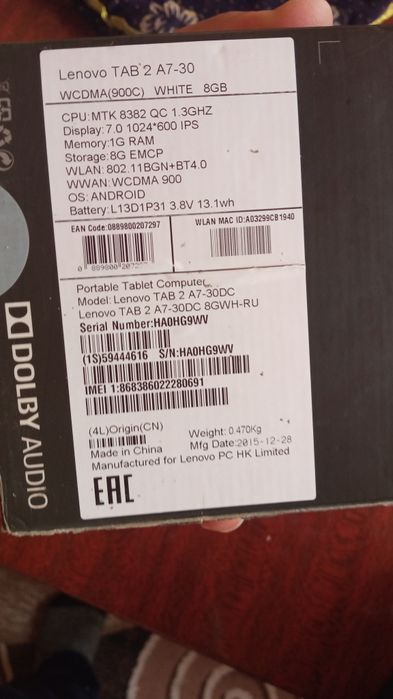 Lenovo TAB 2 A7-30
WCDMA(900C) WHITE 8GB
CPU:MTK 8382 QC 1.3GHZ
Display:7.0 1024*600 IPS
Memory:1G RAM
Storage:8G EMCP
WLAN:802.11BGN+BT4.0
WWAN:WCDMA 900
OS:ANDROID
Battery:L13D1P31 3.8V 13.1wh
EAN Code:0889800207297
WLAN MAC ID:A03299CB1940
Portable Tablet Computer
Model:Lenovo TAB 2 A7-30DC
Lenovo TAB 2 A7-30DC 8GWH-RU
Serial Number:HA0HG9WV
(1S)59444616 S/N:HA0HG9WV
IMEI 1:868386022280691
(4L)Origin(CN)
Weight: 0.470Kg
Made in China
Mfg Date:2015-12-28
Manufactured for Lenovo PC HK Limited
EAC
DOLBY AUDIO